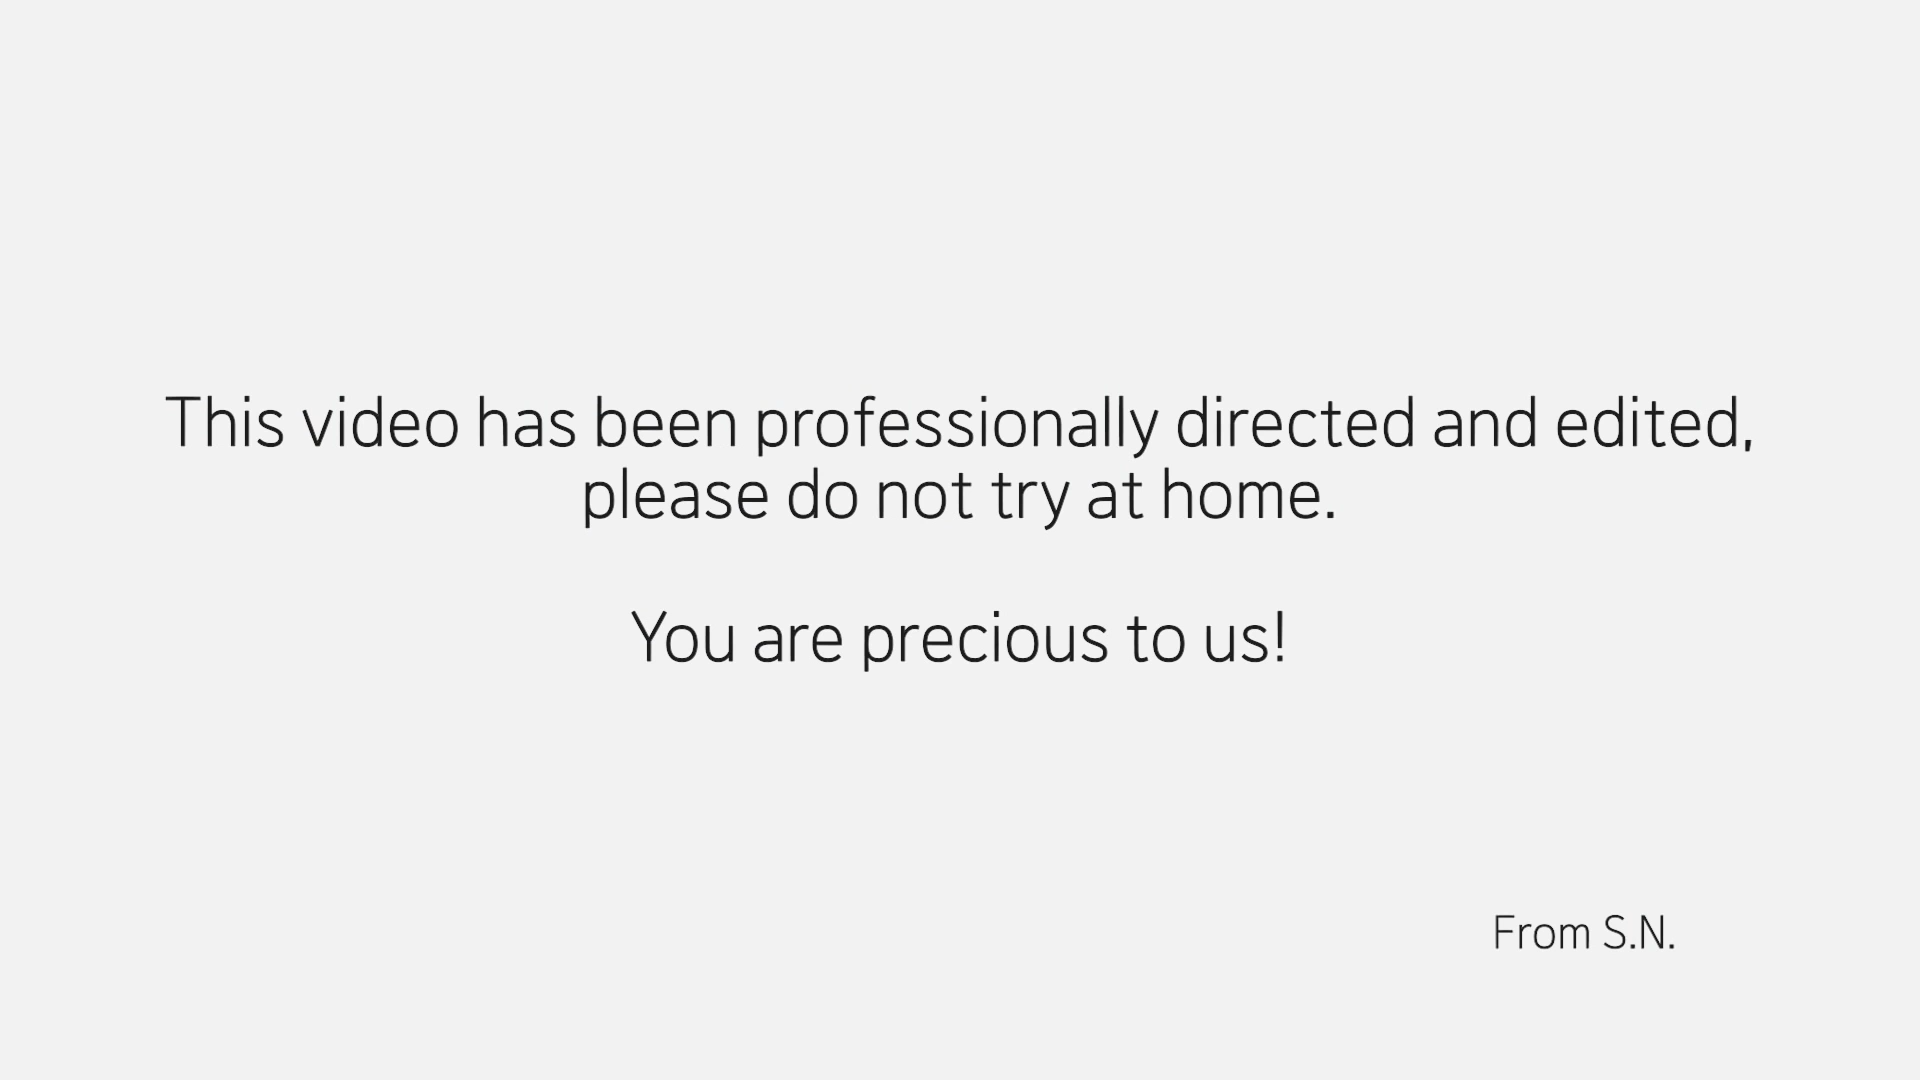 This video has been professionally directed and edited,
please do not try at home.
You are precious to us!
From S.N.